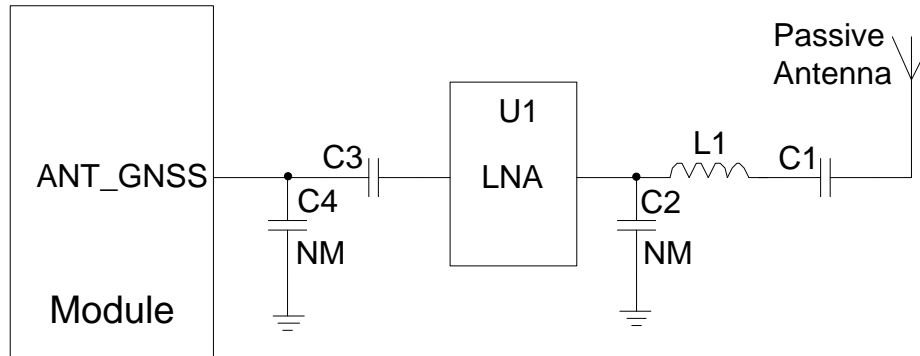 Passive
Antenna
U1
L1
C1
C3
ANT_GNSS
LNA
C4
C2
NM
NM
Module